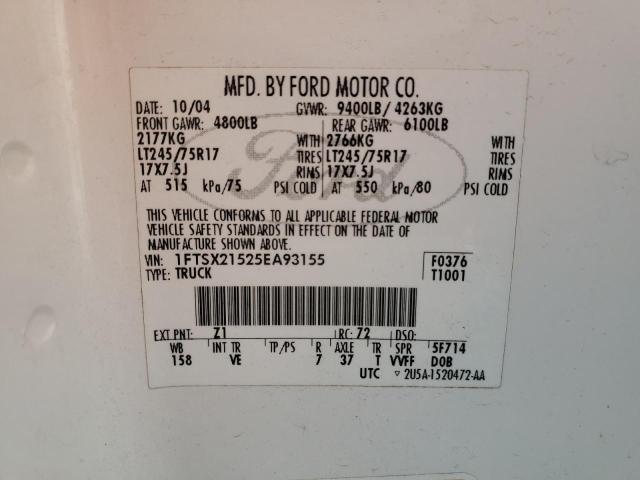 MFD. BY FORD MOTOR CO.
DATE: 10/04 GVWR: 9400LB/ 4263KG
FRONT GAWR: 4800LB REAR GAWR: 6100LB
2177KG WITH 2766KG WITH
LT245/75R17 TIRES LT245/75R17 TIRES
17X7.5J RIMS 17X7.5J RIMS
AT 515 kPa/75 PSI COLD AT 550 kPa/80 PSI COLD
THIS VEHICLE CONFORMS TO ALL APPLICABLE FEDERAL MOTOR
VEHICLE SAFETY STANDARDS IN EFFECT ON THE DATE OF
MANUFACTURE SHOWN ABOVE.
VIN: 1FTSX21525EA93155 F0376
TYPE: TRUCK T1001
EXT PNT: Z1 RC: 72 DSO:
WB INT TR TP/PS R AXLE TR SPR 5F714
158 VE 7 37 T VVFF DOB
UTC ▽ 2U5A-1520472-AA
Ford